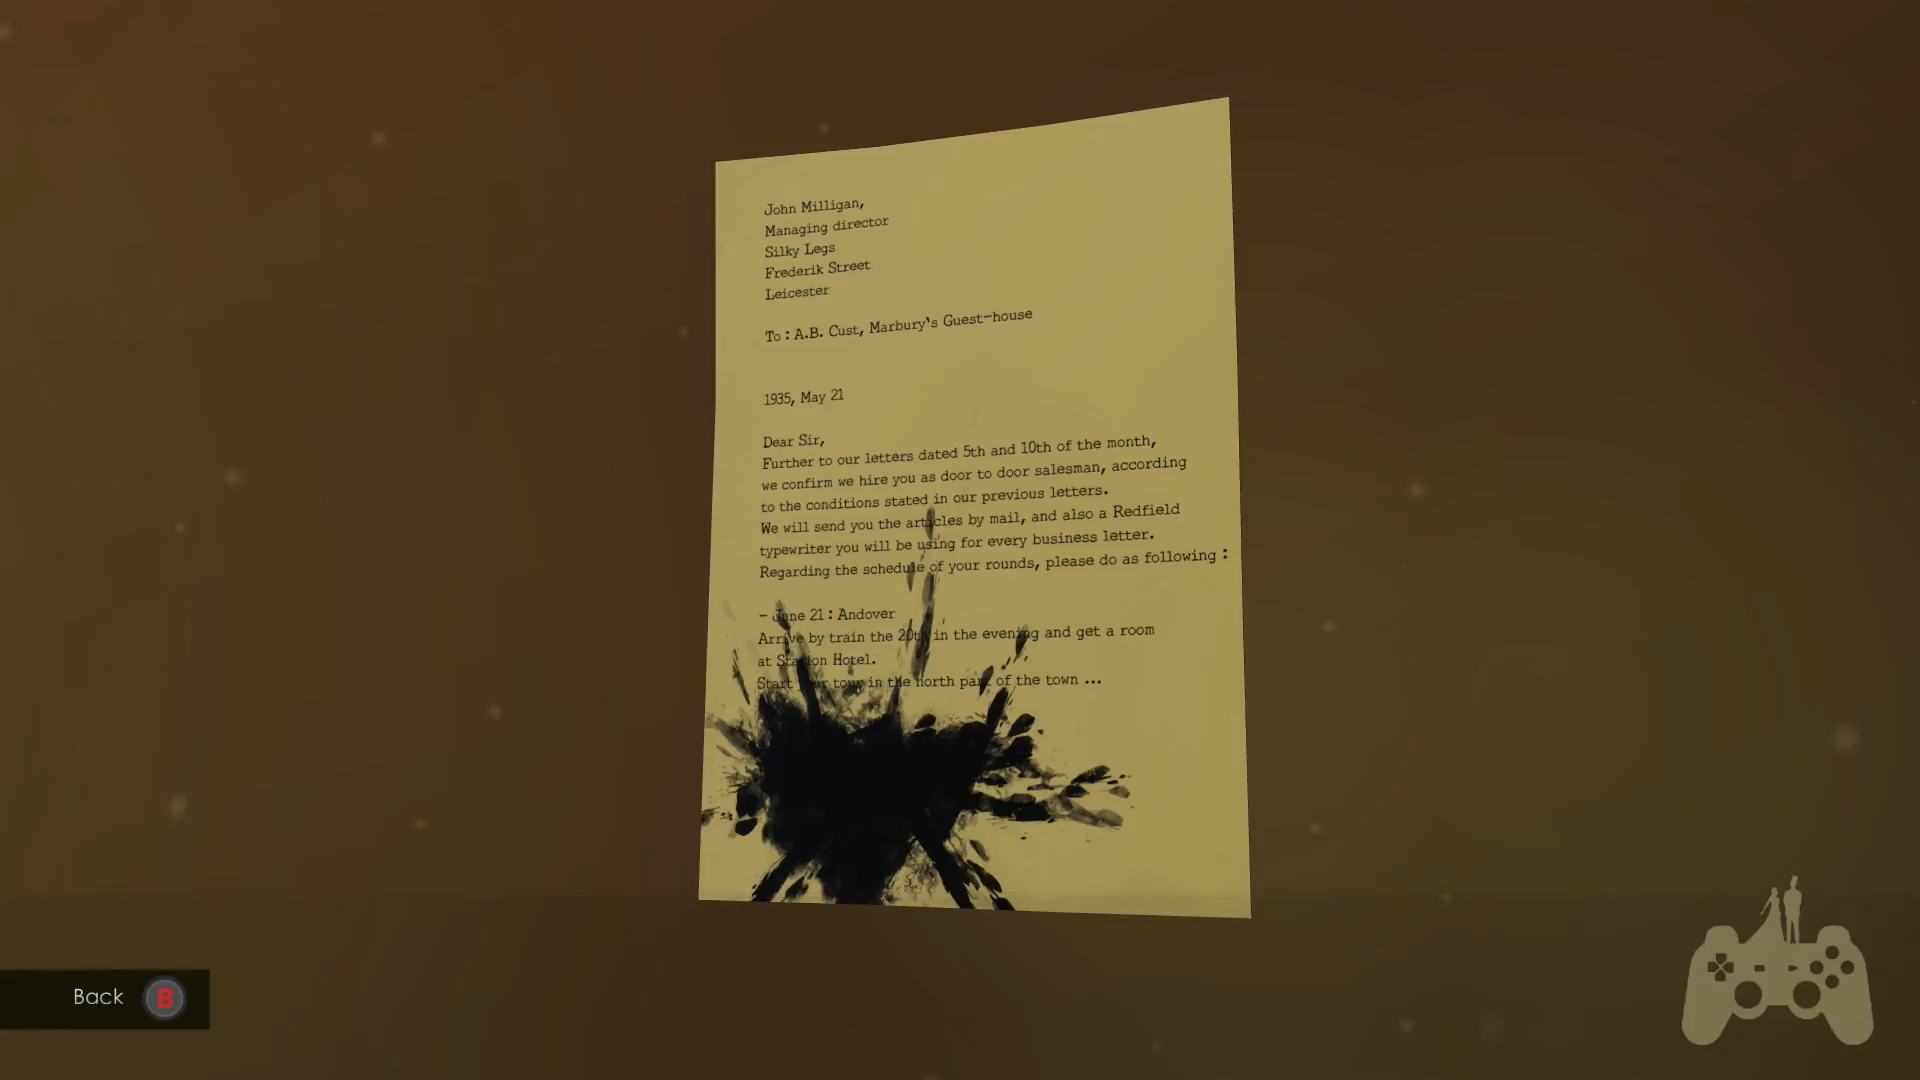 John Milligan,
Managing director
Silky Legs
Frederik Street
Leicester
To : A.B. Cust, Marbury's Guest-house
1935, May 21
Dear Sir,
Further to our letters dated 5th and 10th of the month,
we confirm we hire you as door to door salesman, according
to the conditions stated in our previous letters.
We will send you the articles by mail, and also a Redfield
typewriter you will be using for every business letter.
Regarding the schedule of your rounds, please do as following :
- June 21 : Andover
Arrive by train the 20th in the evening and get a room
at Station Hotel.
Start your tour in the north part of the town ...
Back B